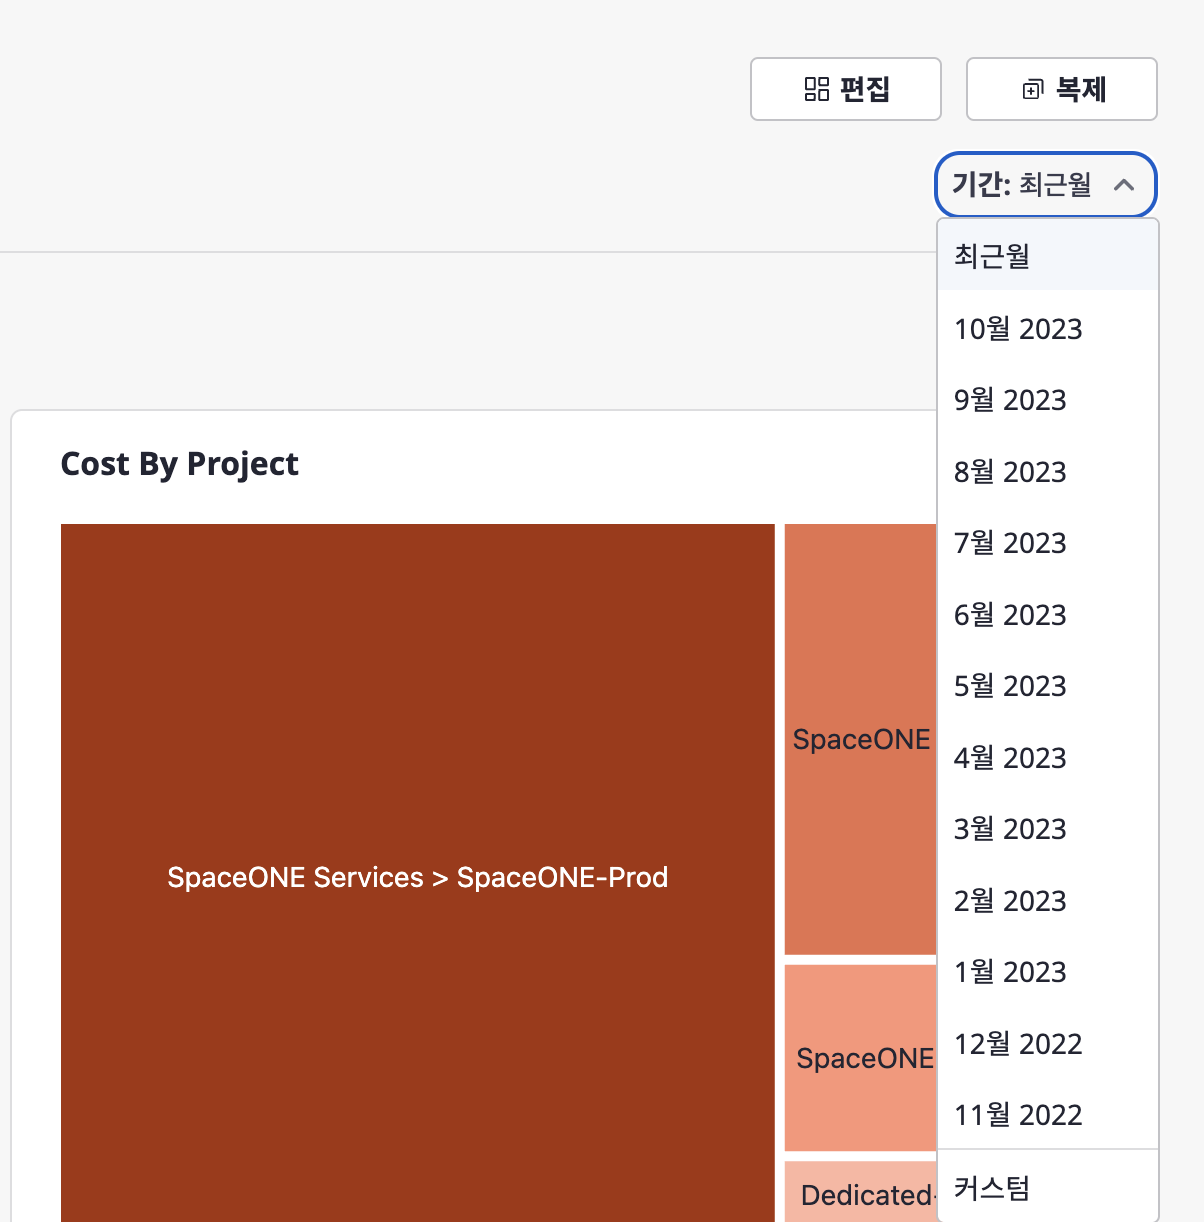 편집
복제
기간: 최근월
최근월
10월 2023
9월 2023
8월 2023
7월 2023
6월 2023
5월 2023
4월 2023
3월 2023
2월 2023
1월 2023
12월 2022
11월 2022
커스텀
Cost By Project
SpaceONE Services > SpaceONE-Prod
SpaceONE
SpaceONE
Dedicated-